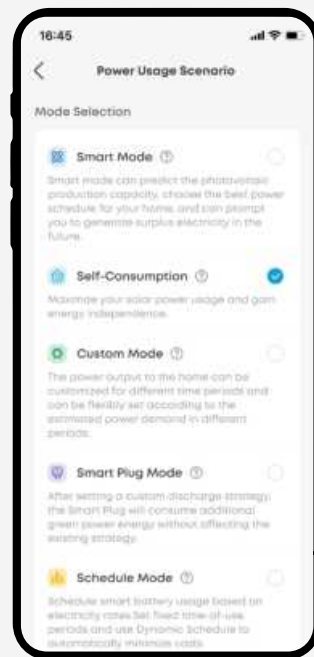 16:45
Power Usage Scenario
Mode Selection
Smart Mode
Smart mode can predict the photovoltaic
production capacity, choose the best power
schedule for your home, and can prompt
you to generate surplus electricity in the
future.
Self-Consumption
Maximize your solar power usage and gain
energy independence.
Custom Mode
The power output to the home can be
customized for different time periods and
can be flexibly set according to the
estimated power demand in different
periods.
Smart Plug Mode
After setting a custom discharge strategy,
the Smart Plug will consume additional
green power energy without affecting the
existing strategy.
Schedule Mode
Schedule smart battery usage based on
electricity rates.Set fixed time-of-use
periods and use Dynamic Schedule to
automatically minimize costs